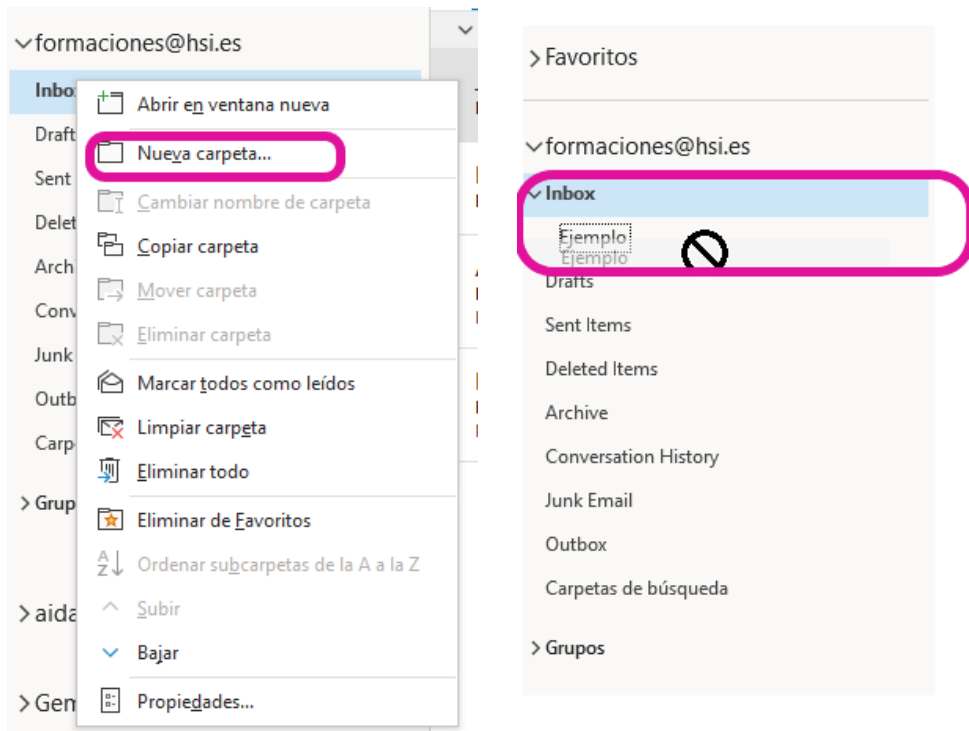 formaciones@hsi.es
Inbo
Abrir en ventana nueva
Draft
Nueva carpeta...
Sent
Cambiar nombre de carpeta
Delet
Copiar carpeta
Arch
Mover carpeta
Conv
Eliminar carpeta
Junk
Marcar todos como leídos
Outb
Limpiar carpeta
Carp
Eliminar todo
Grup
Eliminar de Favoritos
Ordenar subcarpetas de la A a la Z
aida
Subir
Bajar
Gem
Propiedades...
Favoritos
formaciones@hsi.es
Inbox
Ejemplo
Ejemplo
Drafts
Sent Items
Deleted Items
Archive
Conversation History
Junk Email
Outbox
Carpetas de búsqueda
Grupos